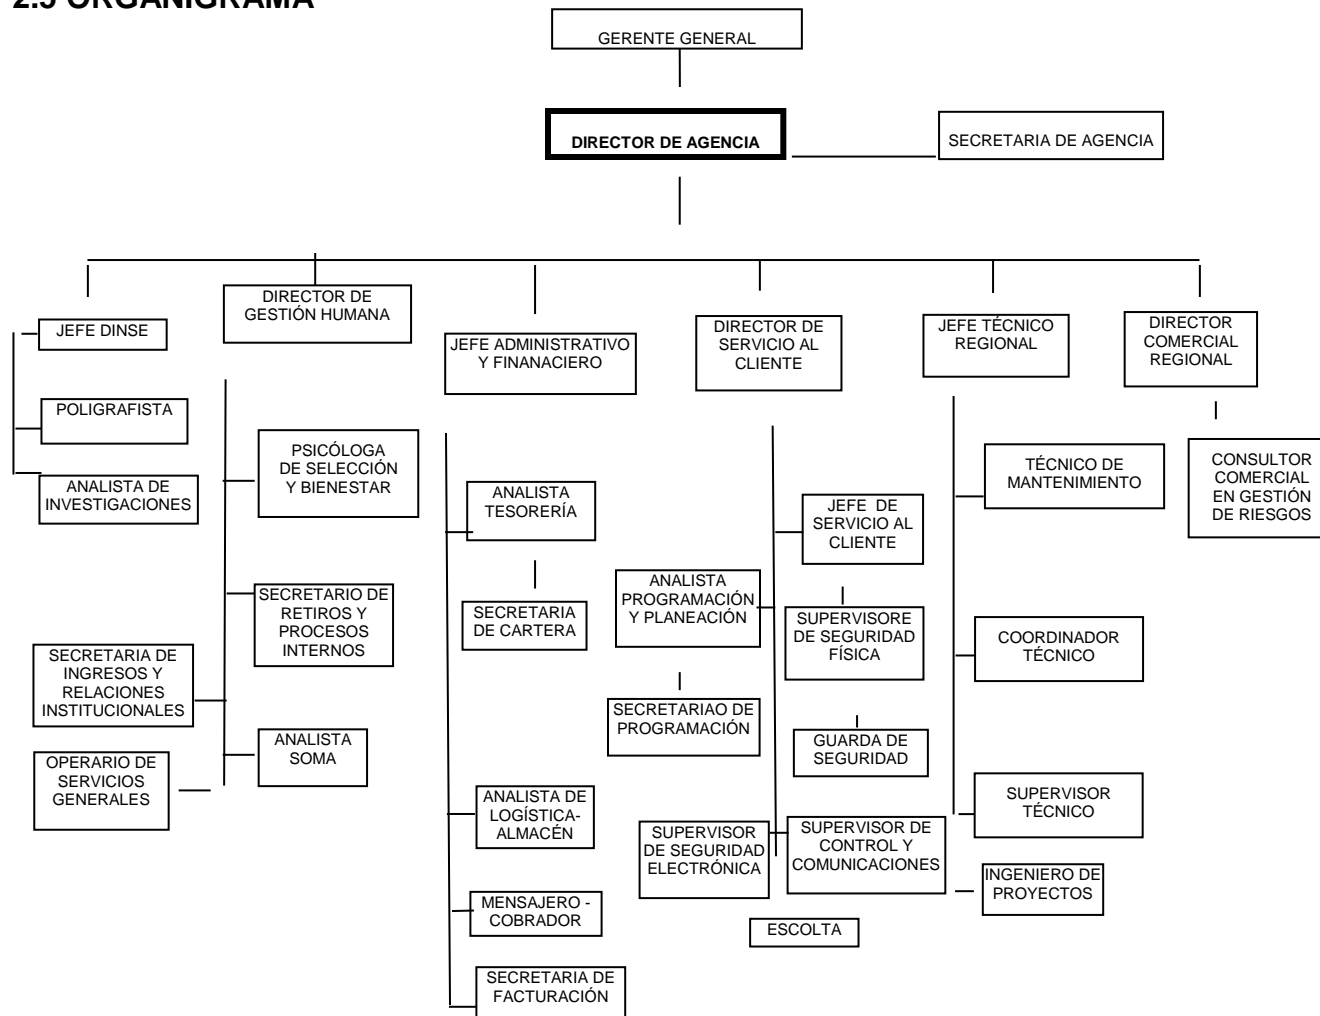 2.5 ORGANIGRAMA
GERENTE GENERAL
DIRECTOR DE AGENCIA
SECRETARIA DE AGENCIA
JEFE DINSE
POLIGRAFISTA
ANALISTA DE
INVESTIGACIONES
DIRECTOR DE
GESTIÓN HUMANA
PSICÓLOGA
DE SELECCIÓN
Y BIENESTAR
SECRETARIO DE
RETIROS Y
PROCESOS
INTERNOS
SECRETARIA DE
INGRESOS Y
RELACIONES
INSTITUCIONALES
ANALISTA
SOMA
OPERARIO DE
SERVICIOS
GENERALES
JEFE ADMINISTRATIVO
Y FINANACIERO
ANALISTA
TESORERÍA
SECRETARIA
DE CARTERA
ANALISTA DE
LOGÍSTICA-
ALMACÉN
MENSAJERO -
COBRADOR
SECRETARIA DE
FACTURACIÓN
DIRECTOR DE
SERVICIO AL
CLIENTE
JEFE DE
SERVICIO AL
CLIENTE
ANALISTA
PROGRAMACIÓN
Y PLANEACIÓN
SUPERVISORE
DE SEGURIDAD
FÍSICA
SECRETARIAO DE
PROGRAMACIÓN
GUARDA DE
SEGURIDAD
SUPERVISOR
DE SEGURIDAD
ELECTRÓNICA
SUPERVISOR DE
CONTROL Y
COMUNICACIONES
ESCOLTA
JEFE TÉCNICO
REGIONAL
TÉCNICO DE
MANTENIMIENTO
COORDINADOR
TÉCNICO
SUPERVISOR
TÉCNICO
INGENIERO DE
PROYECTOS
DIRECTOR
COMERCIAL
REGIONAL
CONSULTOR
COMERCIAL
EN GESTIÓN
DE RIESGOS